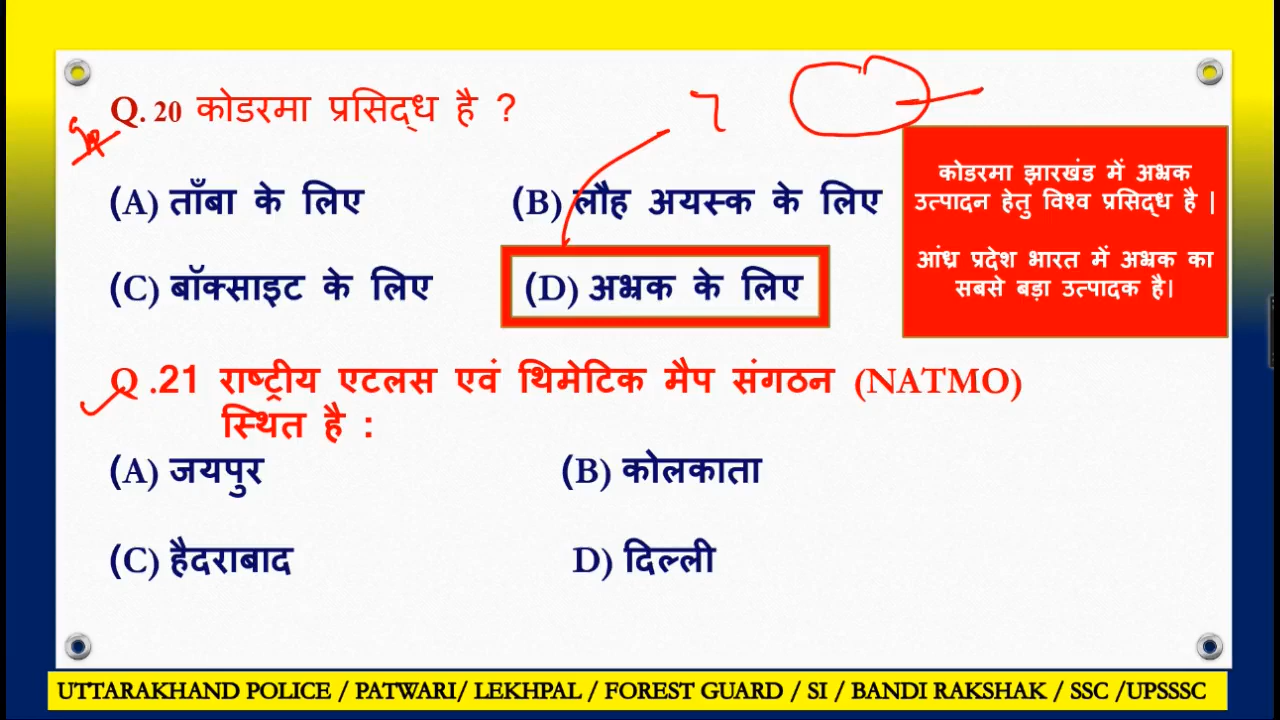 Q. 20 कोडरमा प्रसिद्ध है ?
(A) ताँबा के लिए (B) लौह अयस्क के लिए
(C) बॉक्साइट के लिए (D) अभ्रक के लिए
कोडरमा झारखंड में अभ्रक
उत्पादन हेतु विश्व प्रसिद्ध है |
आंध्र प्रदेश भारत में अभ्रक का
सबसे बड़ा उत्पादक है।
Q .21 राष्ट्रीय एटलस एवं थिमेटिक मैप संगठन (NATMO)
स्थित है :
(A) जयपुर (B) कोलकाता
(C) हैदराबाद D) दिल्ली
UTTARAKHAND POLICE / PATWARI/ LEKHPAL / FOREST GUARD / SI / BANDI RAKSHAK / SSC /UPSSSC